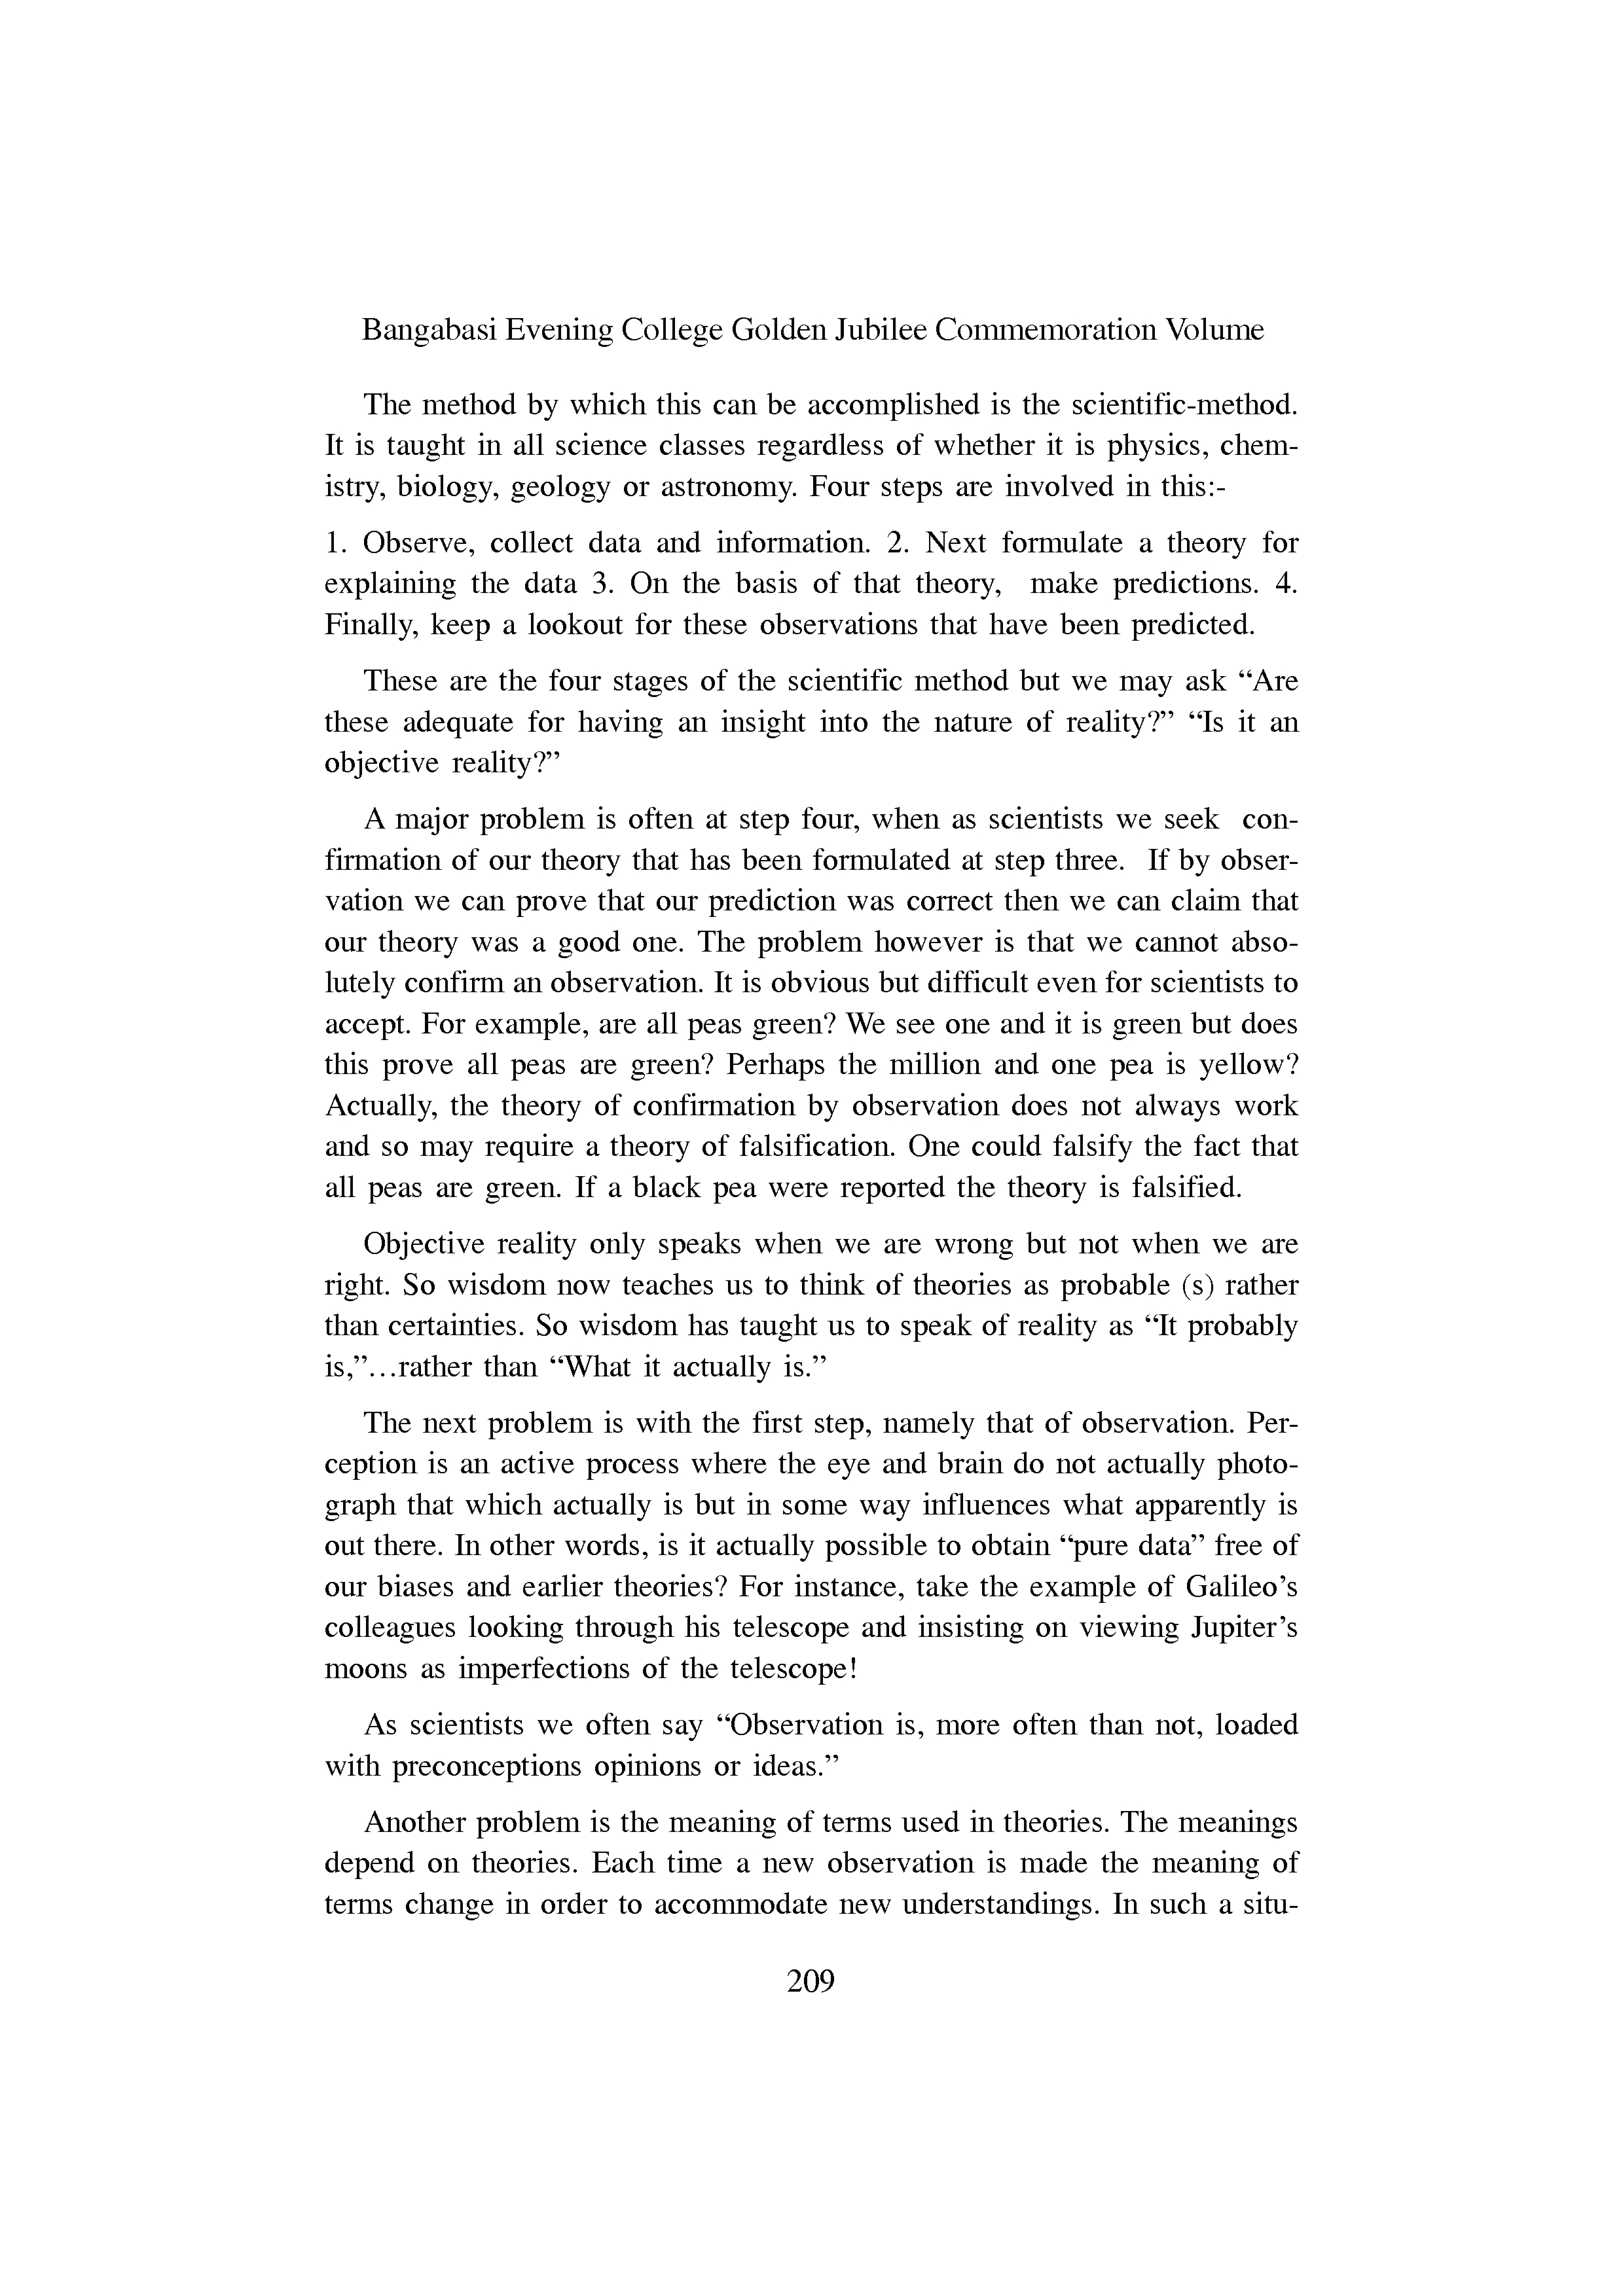 Bangabasi Evening College Golden Jubilee Commemoration Volume
The method by which this can be accomplished is the scientific-method.
It is taught in all science classes regardless of whether it is physics, chem-
istry, biology, geology or astronomy. Four steps are involved in this:-
1. Observe, collect data and information. 2. Next formulate a theory for
explaining the data 3. On the basis of that theory, make predictions. 4.
Finally, keep a lookout for these observations that have been predicted.
These are the four stages of the scientific method but we may ask “Are
these adequate for having an insight into the nature of reality?” “Is it an
objective reality?”
A major problem is often at step four, when as scientists we seek con-
firmation of our theory that has been formulated at step three. If by obser-
vation we can prove that our prediction was correct then we can claim that
our theory was a good one. The problem however is that we cannot abso-
lutely confirm an observation. It is obvious but difficult even for scientists to
accept. For example, are all peas green? We see one and it is green but does
this prove all peas are green? Perhaps the million and one pea is yellow?
Actually, the theory of confirmation by observation does not always work
and so may require a theory of falsification. One could falsify the fact that
all peas are green. If a black pea were reported the theory is falsified.
Objective reality only speaks when we are wrong but not when we are
right. So wisdom now teaches us to think of theories as probable (s) rather
than certainties. So wisdom has taught us to speak of reality as “It probably
is,”...rather than “What it actually is.”
The next problem is with the first step, namely that of observation. Per-
ception is an active process where the eye and brain do not actually photo-
graph that which actually is but in some way influences what apparently is
out there. In other words, is it actually possible to obtain “pure data” free of
our biases and earlier theories? For instance, take the example of Galileo’s
colleagues looking through his telescope and insisting on viewing Jupiter’s
moons as imperfections of the telescope!
As scientists we often say “Observation is, more often than not, loaded
with preconceptions opinions or ideas.”
Another problem is the meaning of terms used in theories. The meanings
depend on theories. Each time a new observation is made the meaning of
terms change in order to accommodate new understandings. In such a situ-
209